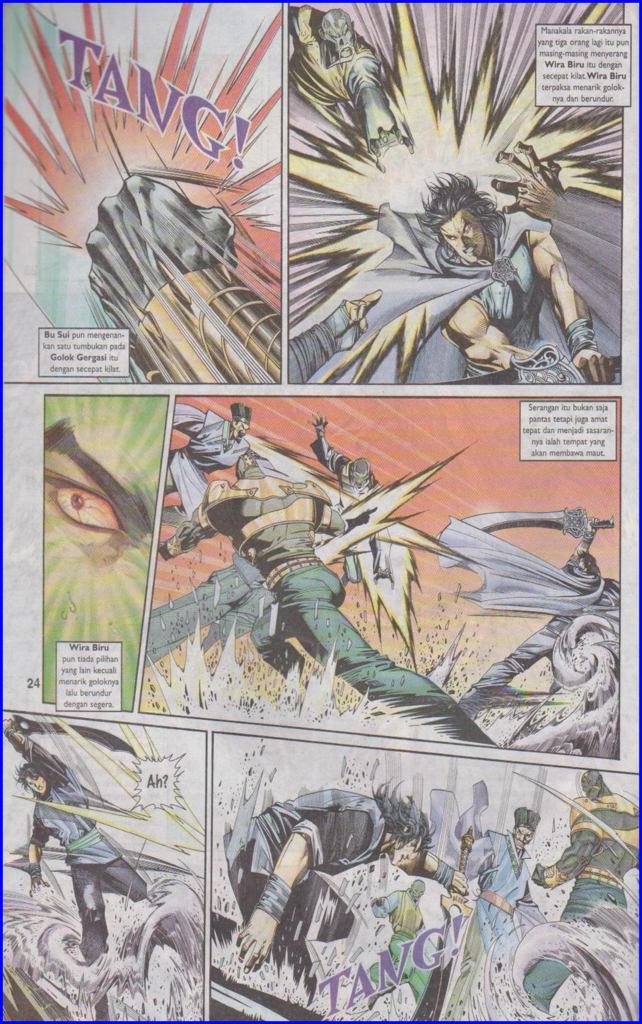 TANG!
Bu Sui pun mengenan-
kan satu tumbukan pada
Golok Gergasi itu
dengan secepat kilat.
Manakala rakan-rakannya
yang tiga orang lagi itu pun
masing-masing menyerang
Wira Biru itu dengan
secepat kilat. Wira Biru
terpaksa menarik golok-
nya dan berundur.
Wira Biru
pun tiada pilihan
yang lain kecuali
menarik goloknya
lalu berundur
dengan segera.
Serangan itu bukan saja
pantas tetapi juga amat
tepat dan menjadi sasaran-
nya ialah tempat yang
akan membawa maut.
24
Ah?
TANG!